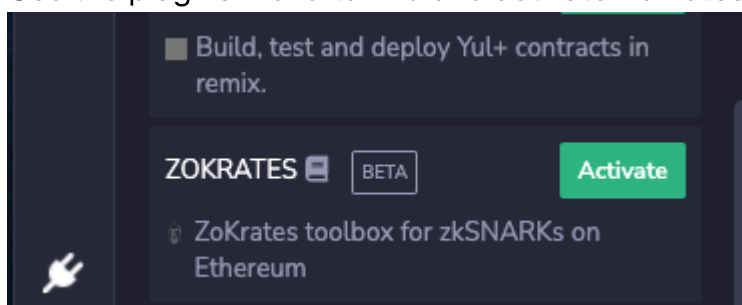 Build, test and deploy Yul+ contracts in
remix.
ZOKRATES BETA Activate
ZoKrates toolbox for zkSNARKs on
Ethereum